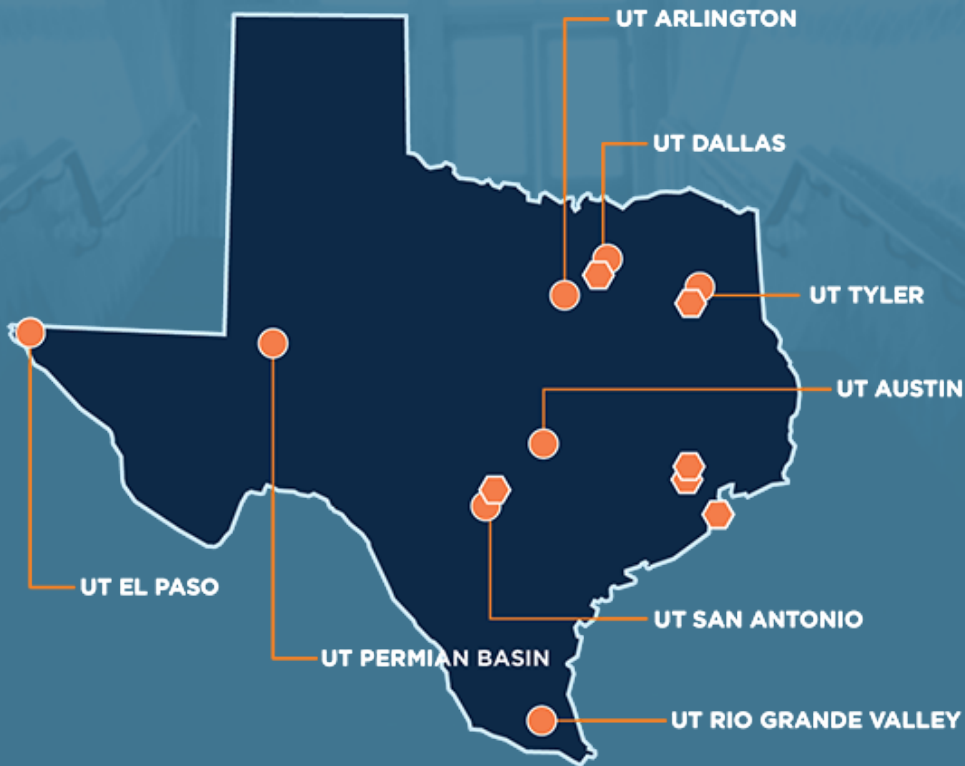 UT ARLINGTON
UT DALLAS
UT TYLER
UT AUSTIN
UT EL PASO
UT SAN ANTONIO
UT PERMIAN BASIN
UT RIO GRANDE VALLEY